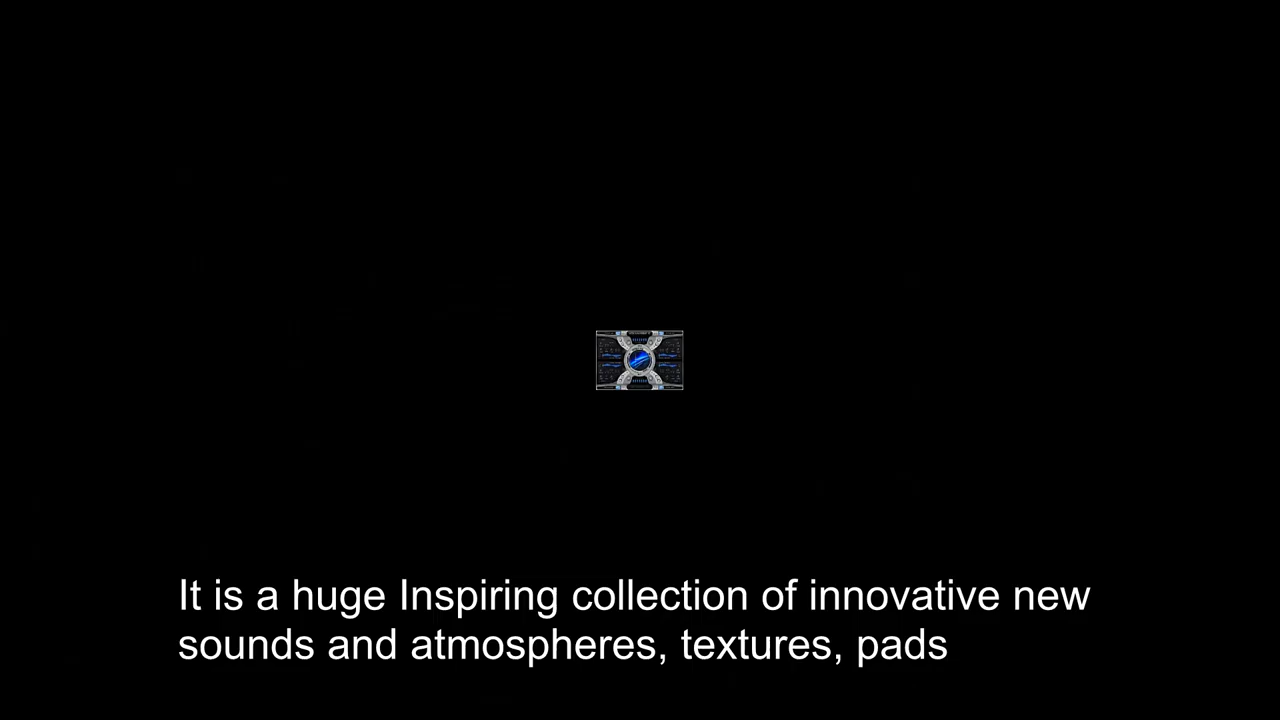 It is a huge Inspiring collection of innovative new
sounds and atmospheres, textures, pads